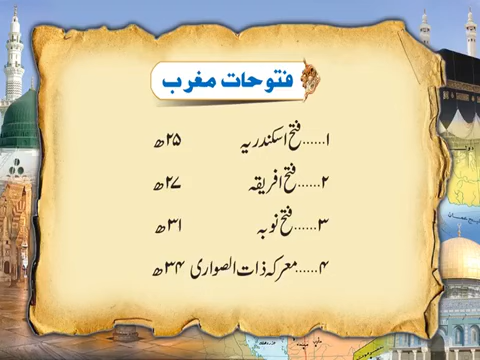 فتوحات مغرب
۱......فتح اسکندریہ ۲۵ھ
۲......فتح افریقہ ۲۷ھ
۳......فتح نوبہ ۳۱ھ
۴......معرکہ ذات الصواری ۳۴ھ